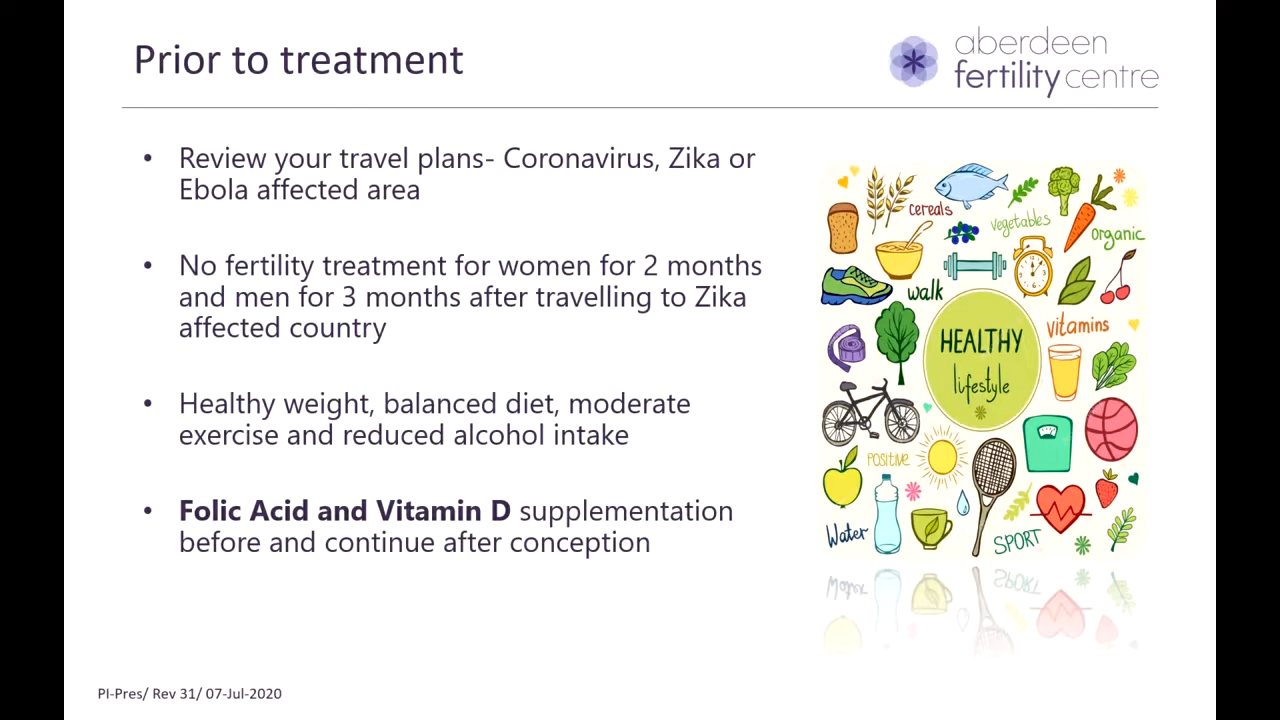 Prior to treatment
aberdeen
fertility centre
• Review your travel plans- Coronavirus, Zika or
Ebola affected area
• No fertility treatment for women for 2 months
and men for 3 months after travelling to Zika
affected country
• Healthy weight, balanced diet, moderate
exercise and reduced alcohol intake
• Folic Acid and Vitamin D supplementation
before and continue after conception
cereals
vegetables
organic
walk
HEALTHY
lifestyle
vitamins
POSITIVE
Water
SPORT
PI-Pres/ Rev 31/ 07-Jul-2020